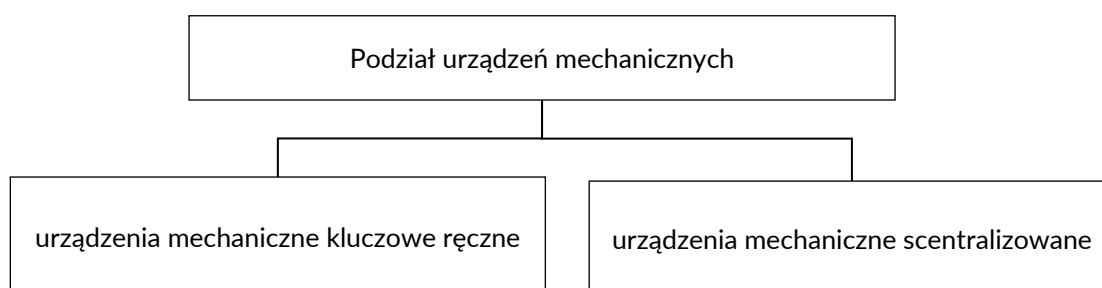 Podział urządzeń mechanicznych
urządzenia mechaniczne kluczowe ręczne
urządzenia mechaniczne scentralizowane